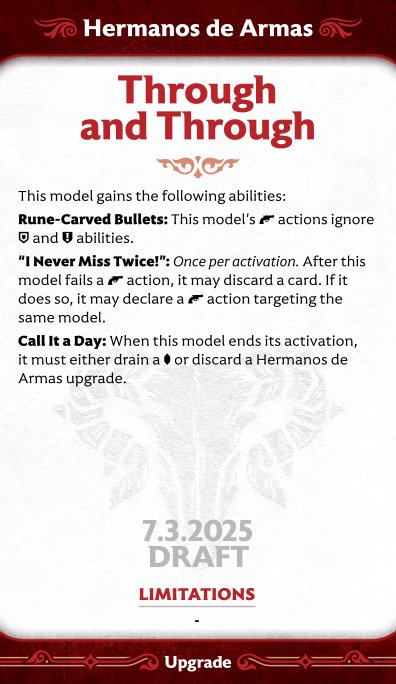 Hermanos de Armas
Through
and Through
This model gains the following abilities:
Rune-Carved Bullets: This model's actions ignore
and abilities.
“I Never Miss Twice!”: Once per activation. After this
model fails a action, it may discard a card. If it
does so, it may declare a action targeting the
same model.
Call It a Day: When this model ends its activation,
it must either drain a or discard a Hermanos de
Armas upgrade.
7.3.2025
DRAFT
LIMITATIONS
-
Upgrade